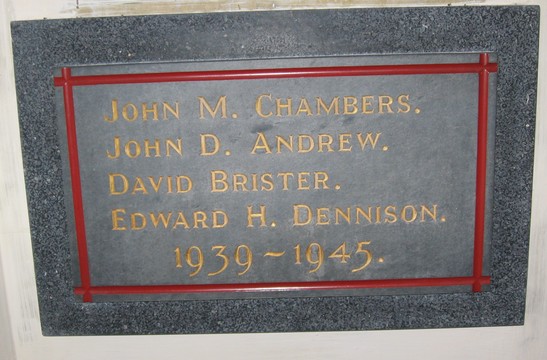 John M. Chambers.
John D. Andrew.
David Brister.
Edward H. Dennison.
1939~1945.